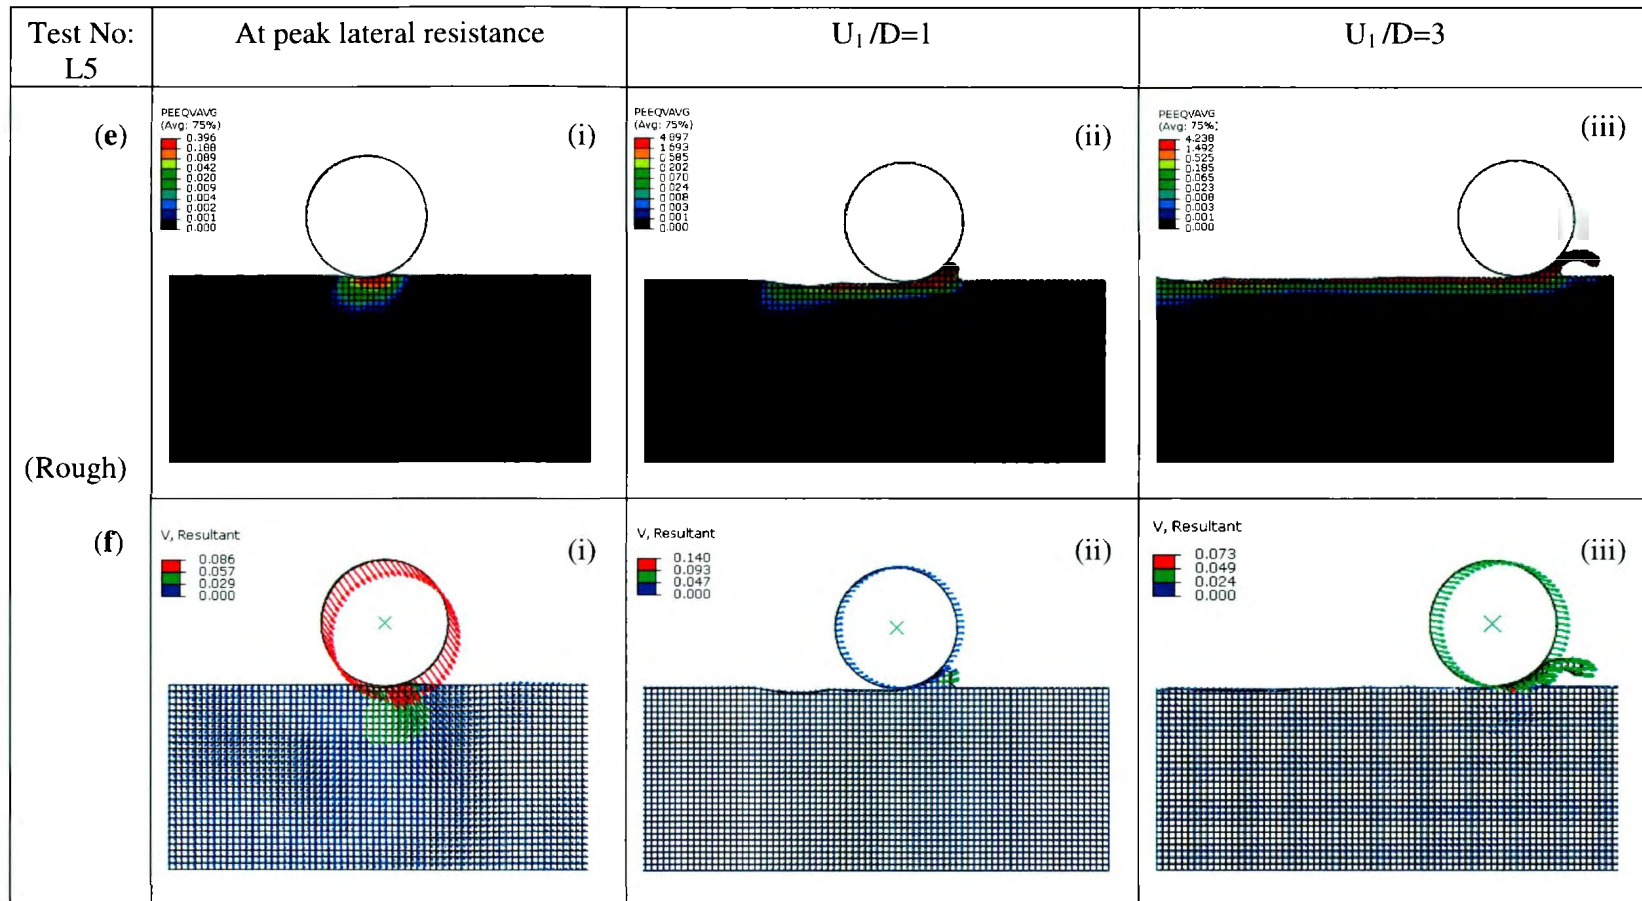 Test No:
L5
At peak lateral resistance
U₁/D=1
U₁/D=3
(e)
(Rough)
PEEQVAVG
(Avg: 75%)
0.396
0.188
0.089
0.042
0.020
0.009
0.004
0.002
0.001
0.000
(i)
PEEQVAVG
(Avg: 75%)
4.897
1.693
0.585
0.202
0.070
0.024
0.008
0.003
0.001
0.000
(ii)
PEEQVAVG
(Avg: 75%)
4.238
1.492
0.525
0.185
0.065
0.023
0.008
0.003
0.001
0.000
(iii)
(f)
V, Resultant
0.086
0.057
0.029
0.000
(i)
V, Resultant
0.140
0.093
0.047
0.000
(ii)
V, Resultant
0.073
0.049
0.024
0.000
(iii)